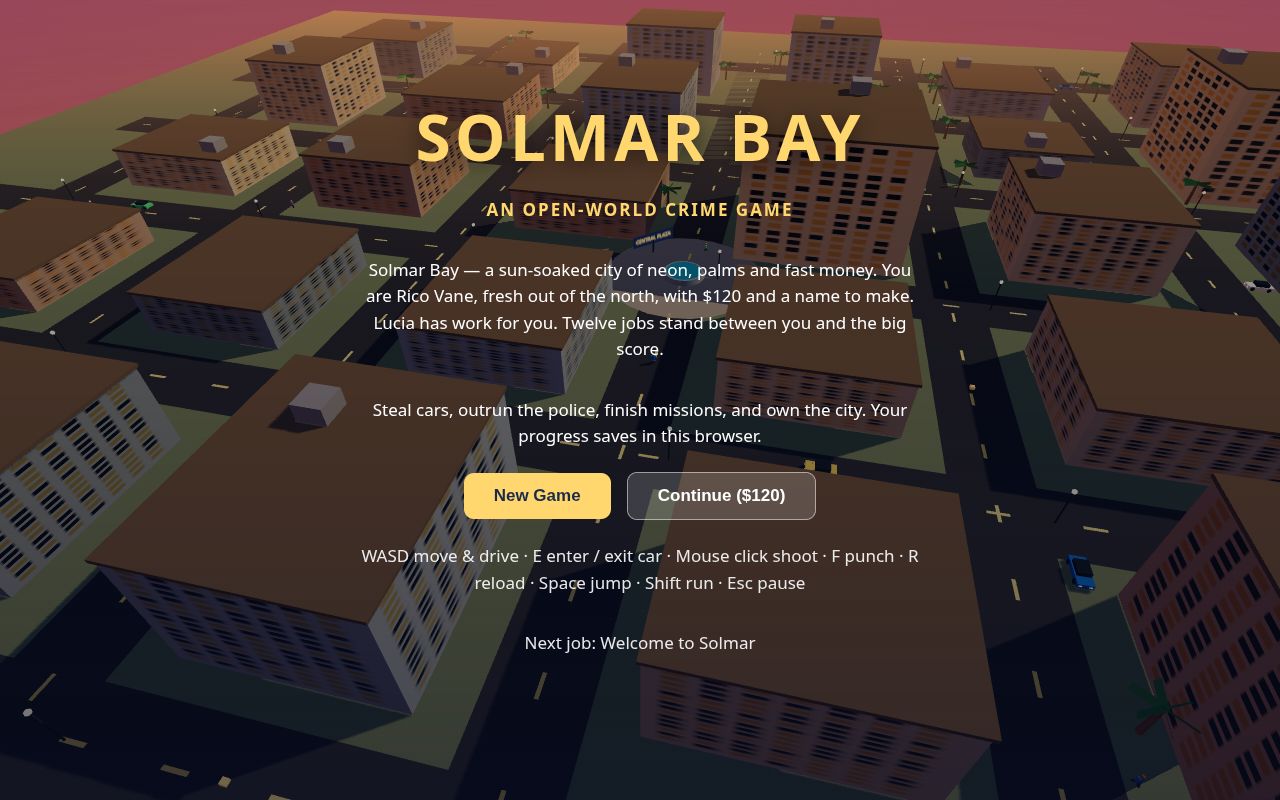 SOLMAR BAY
AN OPEN-WORLD CRIME GAME
CENTRAL PLAZA
Solmar Bay — a sun-soaked city of neon, palms and fast money. You
are Rico Vane, fresh out of the north, with $120 and a name to make.
Lucia has work for you. Twelve jobs stand between you and the big
score.
Steal cars, outrun the police, finish missions, and own the city. Your
progress saves in this browser.
New Game
Continue ($120)
WASD move & drive · E enter / exit car · Mouse click shoot · F punch · R
reload · Space jump · Shift run · Esc pause
Next job: Welcome to Solmar